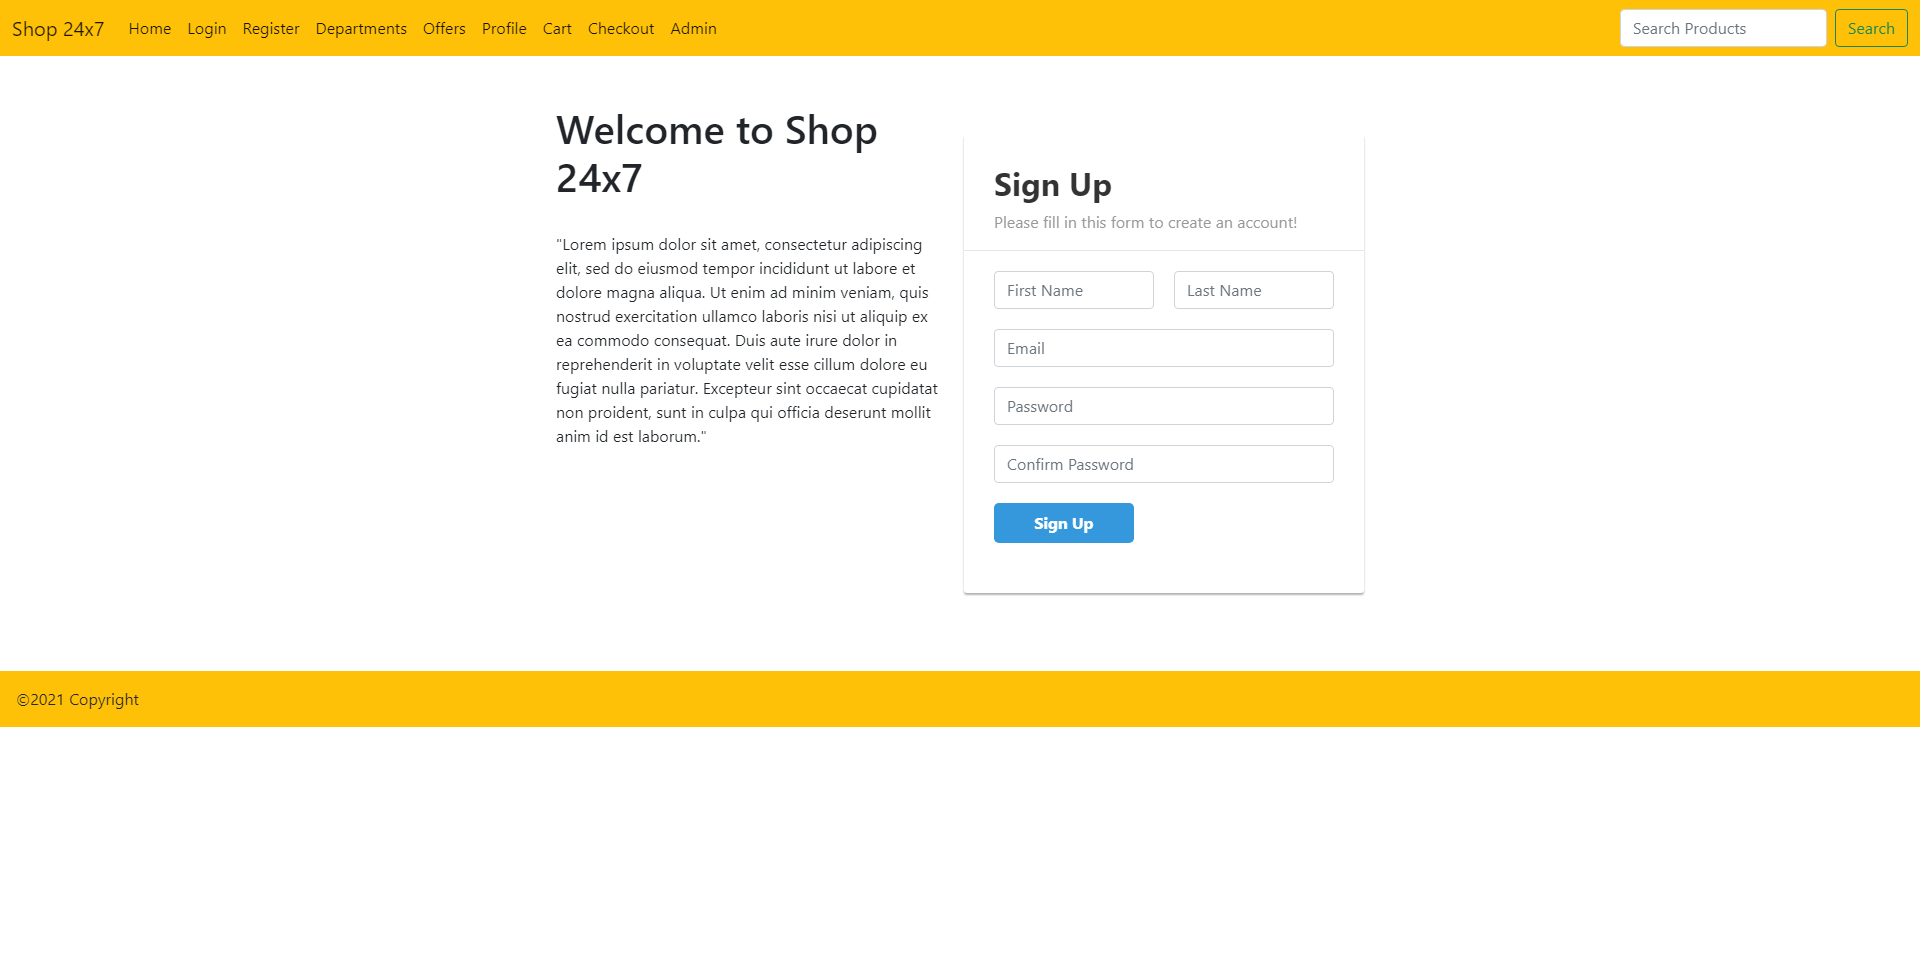 Shop 24x7 Home Login Register Departments Offers Profile Cart Checkout Admin Search Products Search
Welcome to Shop
24x7
"Lorem ipsum dolor sit amet, consectetur adipiscing
elit, sed do eiusmod tempor incididunt ut labore et
dolore magna aliqua. Ut enim ad minim veniam, quis
nostrud exercitation ullamco laboris nisi ut aliquip ex
ea commodo consequat. Duis aute irure dolor in
reprehenderit in voluptate velit esse cillum dolore eu
fugiat nulla pariatur. Excepteur sint occaecat cupidatat
non proident, sunt in culpa qui officia deserunt mollit
anim id est laborum."
Sign Up
Please fill in this form to create an account!
First Name Last Name
Email
Password
Confirm Password
Sign Up
©2021 Copyright